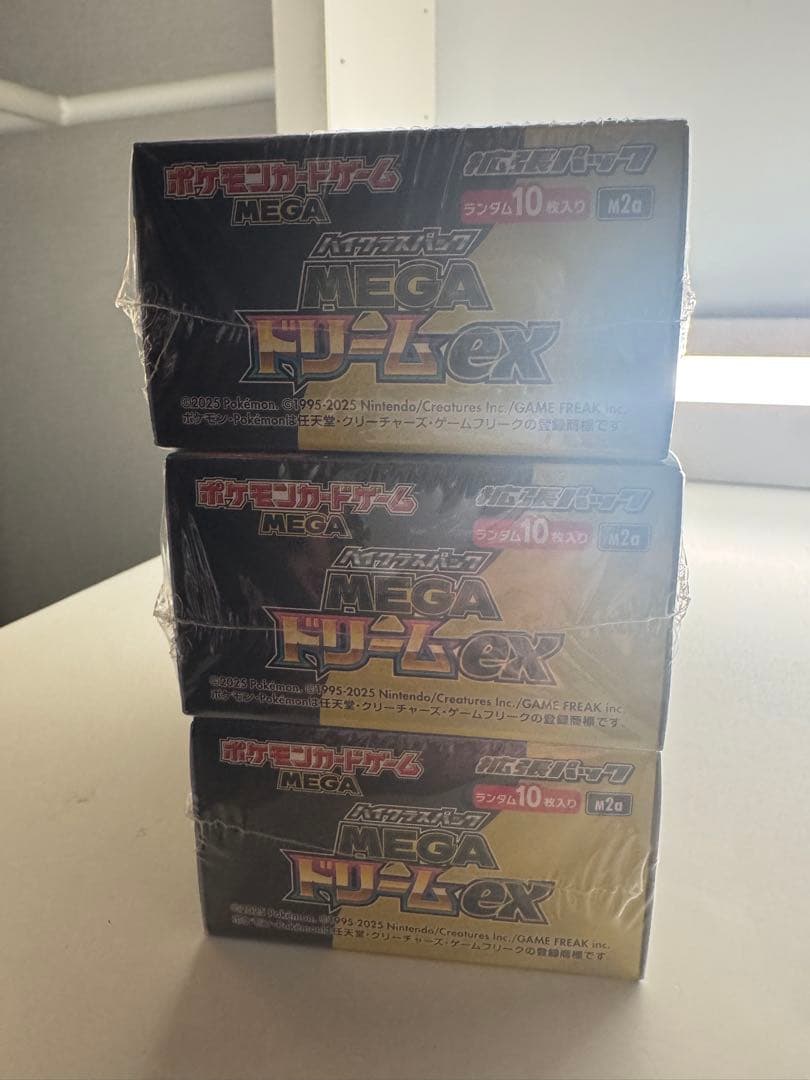 ポケモンカードゲーム 拡張パック
MEGA ランダム10枚入り M2a
ハイクラスパック
MEGA
ドリームex
©2025 Pokémon. ©1995-2025 Nintendo/Creatures Inc./GAME FREAK inc.
ポケモン・Pokémonは任天堂・クリーチャーズ・ゲームフリークの登録商標です。
ポケモンカードゲーム 拡張パック
MEGA ランダム10枚入り M2a
ハイクラスパック
MEGA
ドリームex
©2025 Pokémon. ©1995-2025 Nintendo/Creatures Inc./GAME FREAK inc.
ポケモン・Pokémonは任天堂・クリーチャーズ・ゲームフリークの登録商標です。
ポケモンカードゲーム 拡張パック
MEGA ランダム10枚入り M2a
ハイクラスパック
MEGA
ドリームex
©2025 Pokémon. ©1995-2025 Nintendo/Creatures Inc./GAME FREAK inc.
ポケモン・Pokémonは任天堂・クリーチャーズ・ゲームフリークの登録商標です。